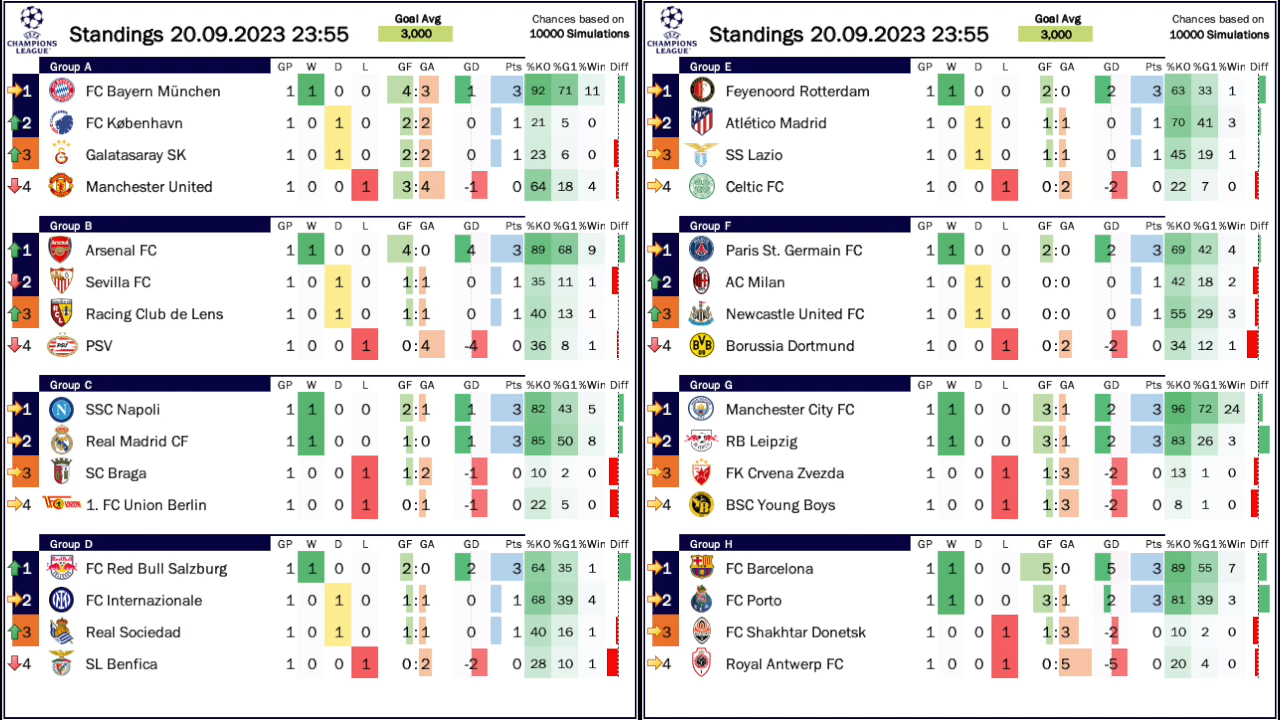 CHAMPIONS
LEAGUE
Standings 20.09.2023 23:55
Goal Avg
3,000
Chances based on
10000 Simulations
Group A GP W D L GF GA GD Pts %KO %G1 %Win Diff
1 FC Bayern München 1 1 0 0 4:3 1 3 92 71 11
2 FC København 1 0 1 0 2:2 0 1 21 5 0
3 Galatasaray SK 1 0 1 0 2:2 0 1 23 6 0
4 Manchester United 1 0 0 1 3:4 -1 0 64 18 4
Group B GP W D L GF GA GD Pts %KO %G1 %Win Diff
1 Arsenal FC 1 1 0 0 4:0 4 3 89 68 9
2 Sevilla FC 1 0 1 0 1:1 0 1 35 11 1
3 Racing Club de Lens 1 0 1 0 1:1 0 1 40 13 1
4 PSV 1 0 0 1 0:4 -4 0 36 8 1
Group C GP W D L GF GA GD Pts %KO %G1 %Win Diff
1 SSC Napoli 1 1 0 0 2:1 1 3 82 43 5
2 Real Madrid CF 1 1 0 0 1:0 1 3 85 50 8
3 SC Braga 1 0 0 1 1:2 -1 0 10 2 0
4 1. FC Union Berlin 1 0 0 1 0:1 -1 0 22 5 0
Group D GP W D L GF GA GD Pts %KO %G1 %Win Diff
1 FC Red Bull Salzburg 1 1 0 0 2:0 2 3 64 35 1
2 FC Internazionale 1 0 1 0 1:1 0 1 68 39 4
3 Real Sociedad 1 0 1 0 1:1 0 1 40 16 1
4 SL Benfica 1 0 0 1 0:2 -2 0 28 10 1
CHAMPIONS
LEAGUE
Standings 20.09.2023 23:55
Goal Avg
3,000
Chances based on
10000 Simulations
Group E GP W D L GF GA GD Pts %KO %G1 %Win Diff
1 Feyenoord Rotterdam 1 1 0 0 2:0 2 3 63 33 1
2 Atlético Madrid 1 0 1 0 1:1 0 1 70 41 3
3 SS Lazio 1 0 1 0 1:1 0 1 45 19 1
4 Celtic FC 1 0 0 1 0:2 -2 0 22 7 0
Group F GP W D L GF GA GD Pts %KO %G1 %Win Diff
1 Paris St. Germain FC 1 1 0 0 2:0 2 3 69 42 4
2 AC Milan 1 0 1 0 0:0 0 1 42 18 2
3 Newcastle United FC 1 0 1 0 0:0 0 1 55 29 3
4 Borussia Dortmund 1 0 0 1 0:2 -2 0 34 12 1
Group G GP W D L GF GA GD Pts %KO %G1 %Win Diff
1 Manchester City FC 1 1 0 0 3:1 2 3 96 72 24
2 RB Leipzig 1 1 0 0 3:1 2 3 83 26 3
3 FK Crvena Zvezda 1 0 0 1 1:3 -2 0 13 1 0
4 BSC Young Boys 1 0 0 1 1:3 -2 0 8 1 0
Group H GP W D L GF GA GD Pts %KO %G1 %Win Diff
1 FC Barcelona 1 1 0 0 5:0 5 3 89 55 7
2 FC Porto 1 1 0 0 3:1 2 3 81 39 3
3 FC Shakhtar Donetsk 1 0 0 1 1:3 -2 0 10 2 0
4 Royal Antwerp FC 1 0 0 1 0:5 -5 0 20 4 0